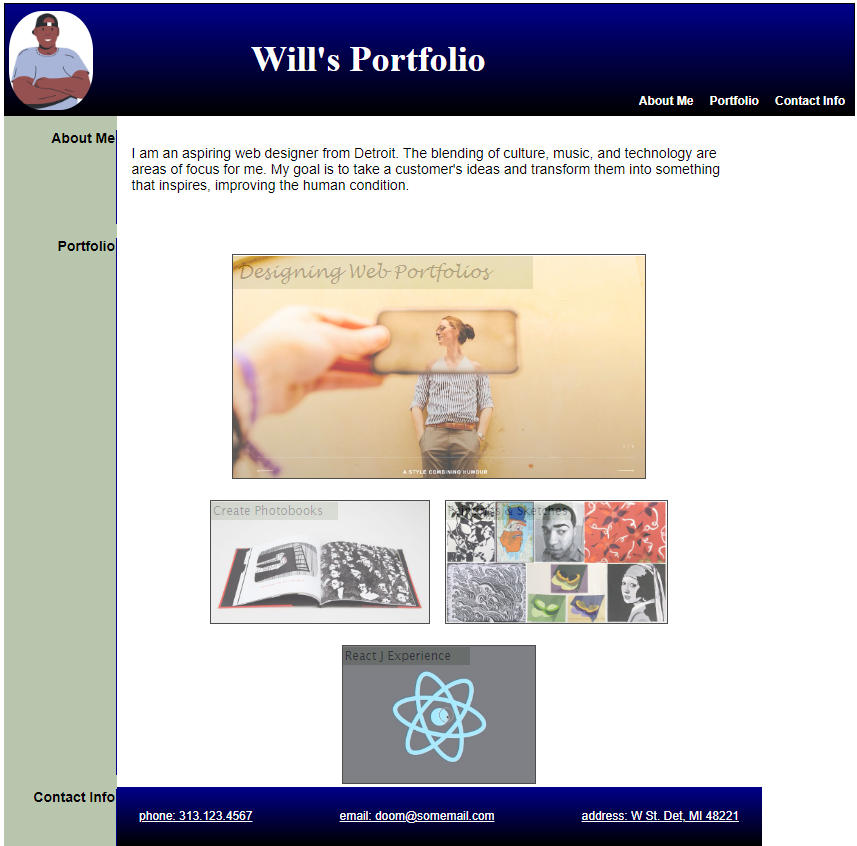 Will's Portfolio
About Me Portfolio Contact Info
About Me
I am an aspiring web designer from Detroit. The blending of culture, music, and technology are
areas of focus for me. My goal is to take a customer's ideas and transform them into something
that inspires, improving the human condition.
Portfolio
Designing Web Portfolios
A STYLE COMBINING HUMOUR
Create Photobooks
& Sketches
React J Experience
Contact Info
phone: 313.123.4567 email: doom@somemail.com address: W St. Det, MI 48221